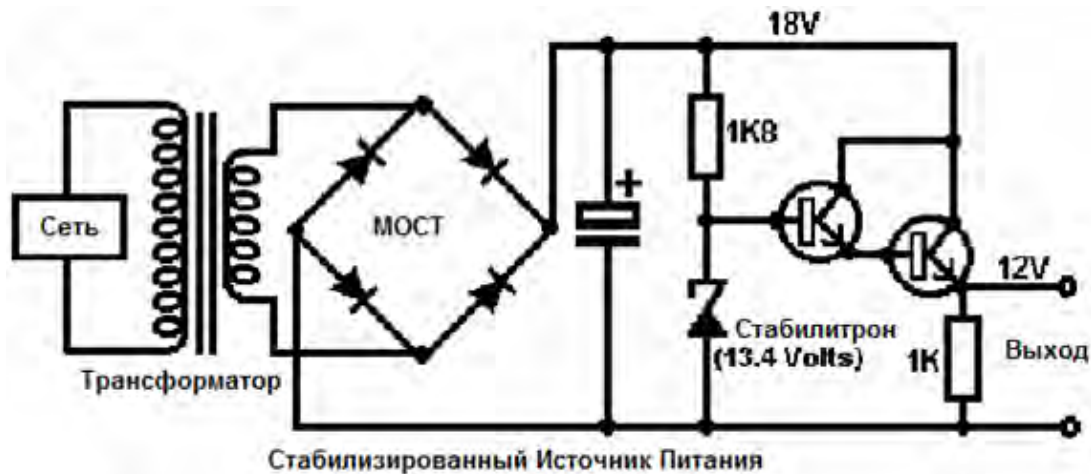 18V
1K8
Сеть
МОСТ
+
12V
Стабилитрон
(13.4 Volts)
1K
Выход
Трансформатор
Стабилизированный Источник Питания